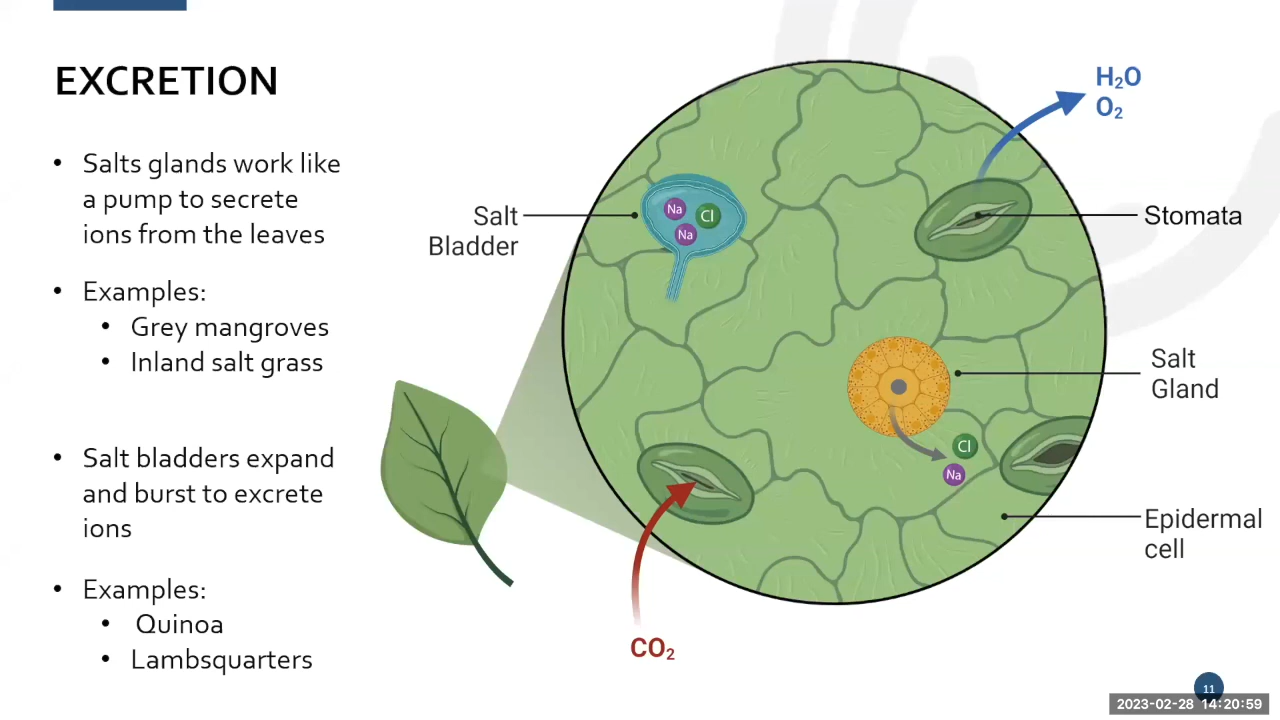 EXCRETION
• Salts glands work like
a pump to secrete
ions from the leaves
• Examples:
• Grey mangroves
• Inland salt grass
• Salt bladders expand
and burst to excrete
ions
• Examples:
• Quinoa
• Lambsquarters
Salt
Bladder
Na
Cl
Na
H₂O
O₂
Stomata
Salt
Gland
Cl
Na
Epidermal
cell
CO₂
11
2023-02-28 14:20:59